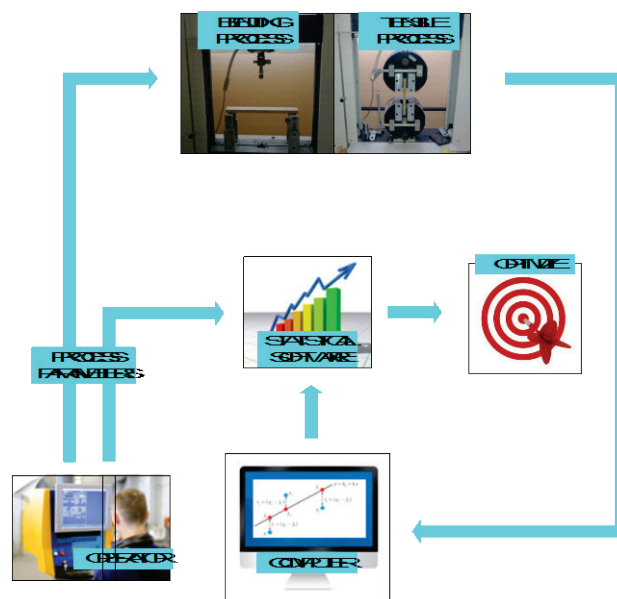 BENDING TENSILE
PROCESS PROCESS
OPTIMIZE
STATISTICAL
SOFTWARE
PROCESS
PARAMETERS
OPERATOR
COMPUTER